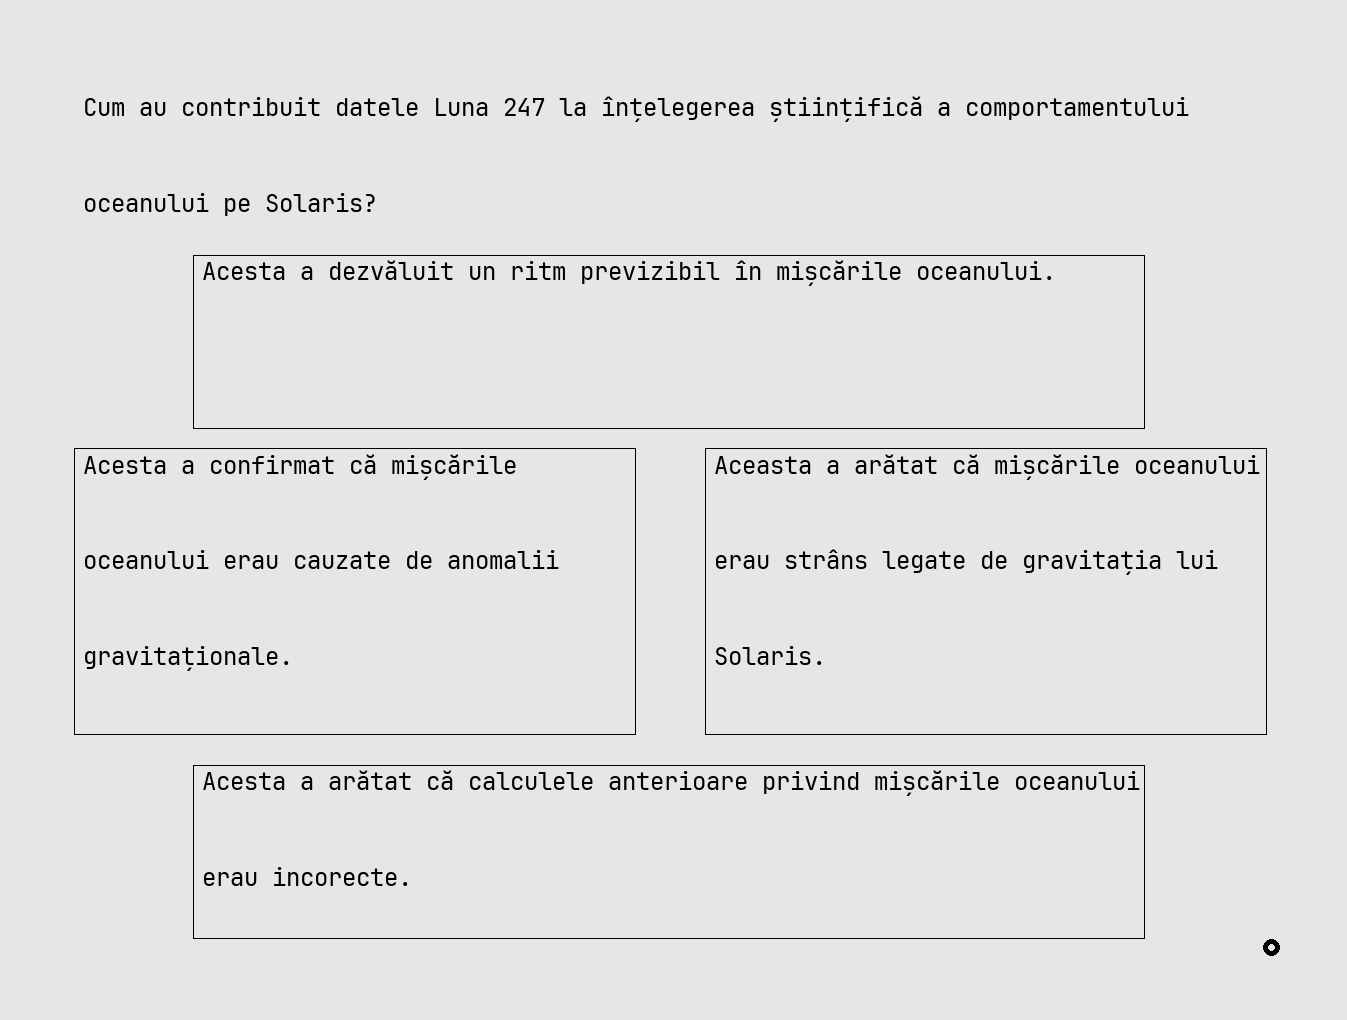 Cum au contribuit datele Luna 247 la înțelegerea științifică a comportamentului
oceanului pe Solaris?
Acesta a dezvăluit un ritm previzibil în mișcările oceanului.
Acesta a confirmat că mișcările
oceanului erau cauzate de anomalii
gravitaționale.
Aceasta a arătat că mișcările oceanului
erau strâns legate de gravitația lui
Solaris.
Acesta a arătat că calculele anterioare privind mișcările oceanului
erau incorecte.